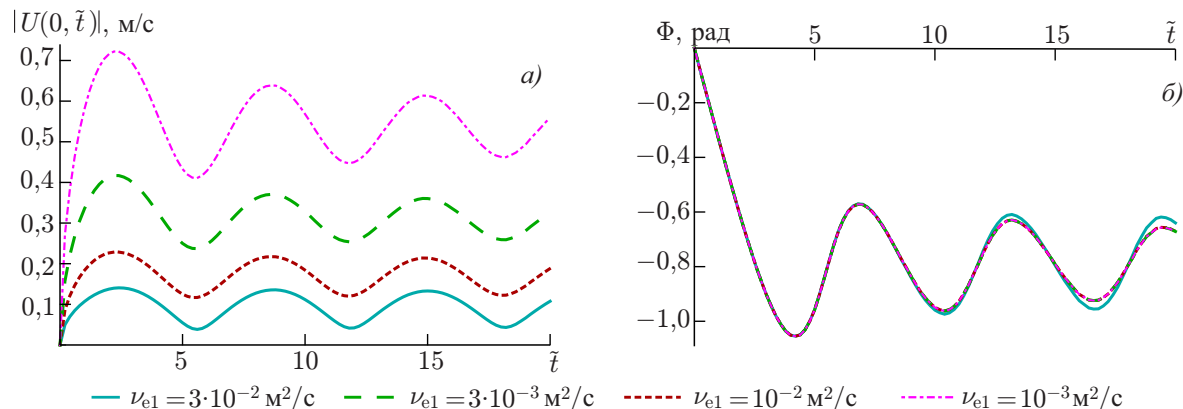 |U(0, t̃)|, м/с
0,7
0,6
0,5
0,4
0,3
0,2
0,1
5 10 15 t̃
а)
Φ, рад 5 10 15 t̃
б)
−0,2
−0,4
−0,6
−0,8
−1,0
ν_e1 = 3·10⁻² м²/с ν_e1 = 3·10⁻³ м²/с ν_e1 = 10⁻² м²/с ν_e1 = 10⁻³ м²/с